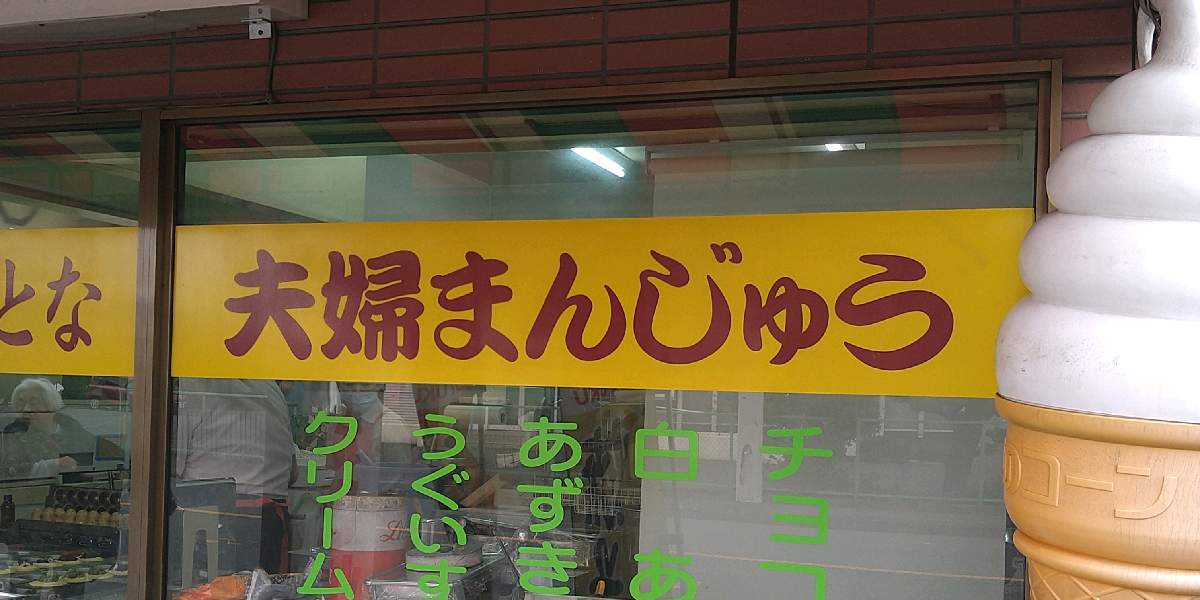 とな
夫婦まんじゅう
チョコ
白あ
あずき
うぐいす
クリーム
コーン